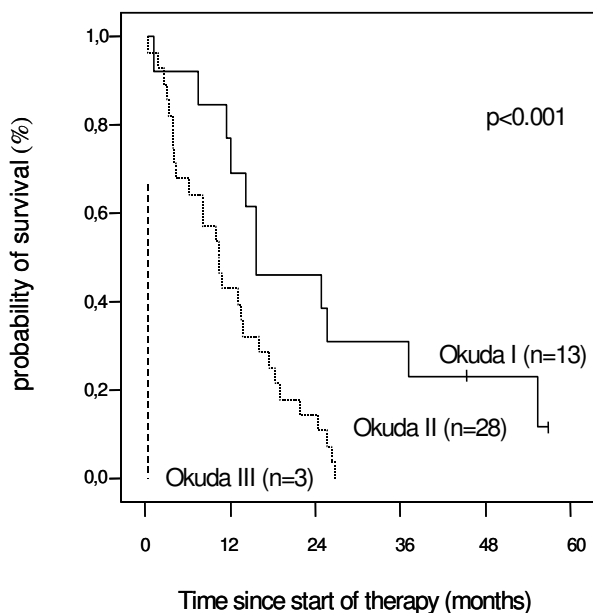 1,0
p<0.001
0,8
0,6
probability of survival (%)
0,4
Okuda I (n=13)
0,2
Okuda II (n=28)
0,0
Okuda III (n=3)
0 12 24 36 48 60
Time since start of therapy (months)